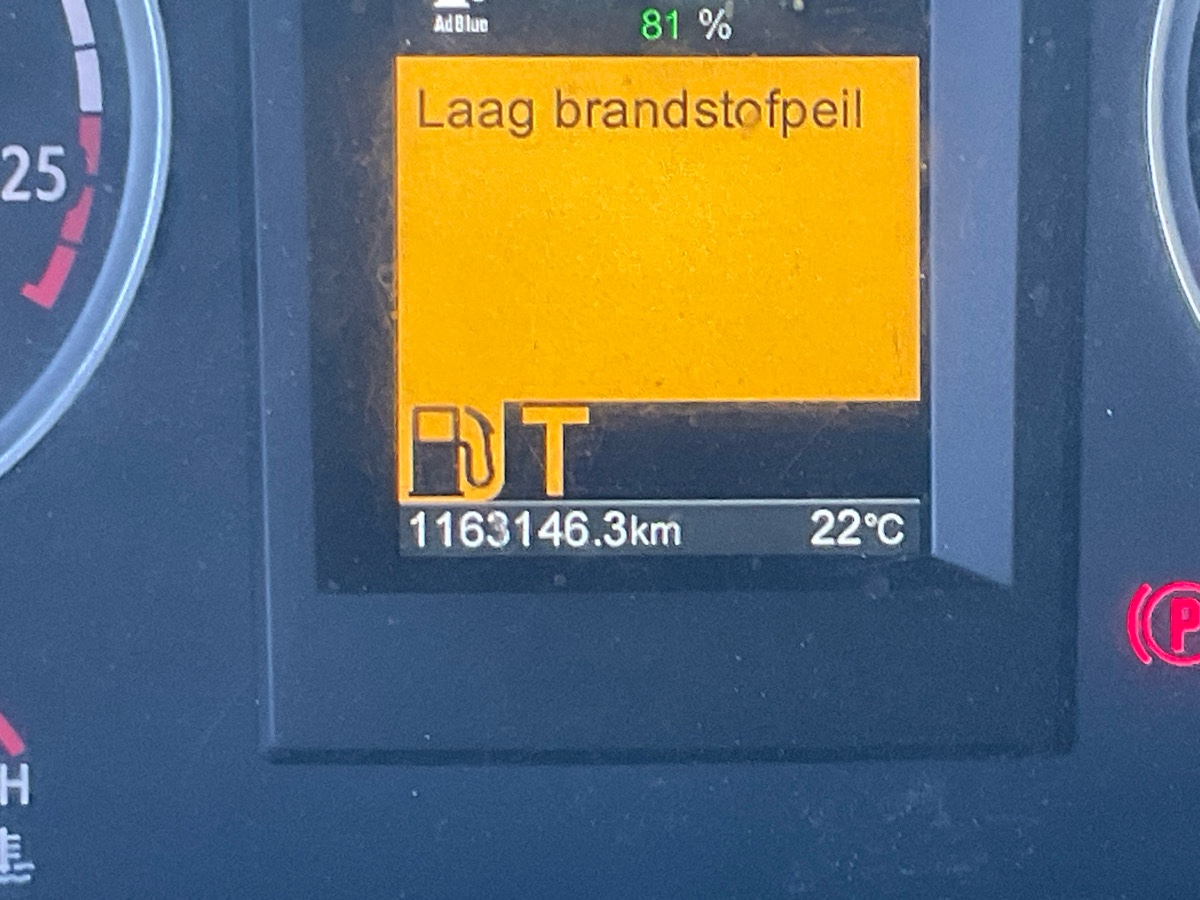 AdBlue
81 %
Laag brandstofpeil
25
T
1163146.3km 22°C
P
H